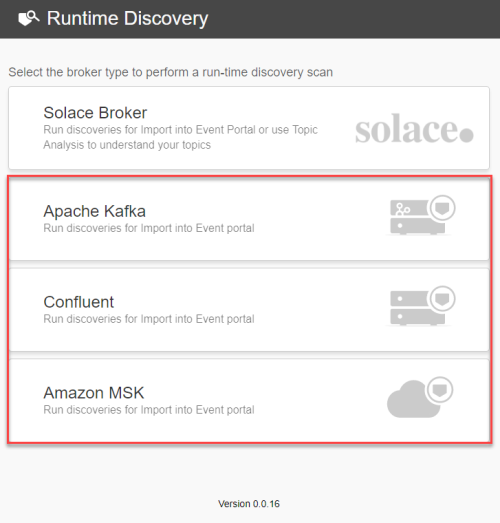 Runtime Discovery
Select the broker type to perform a run-time discovery scan
Solace Broker
Run discoveries for Import into Event Portal or use Topic
Analysis to understand your topics
solace.
Apache Kafka
Run discoveries for Import into Event portal
Confluent
Run discoveries for Import into Event portal
Amazon MSK
Run discoveries for Import into Event portal
Version 0.0.16